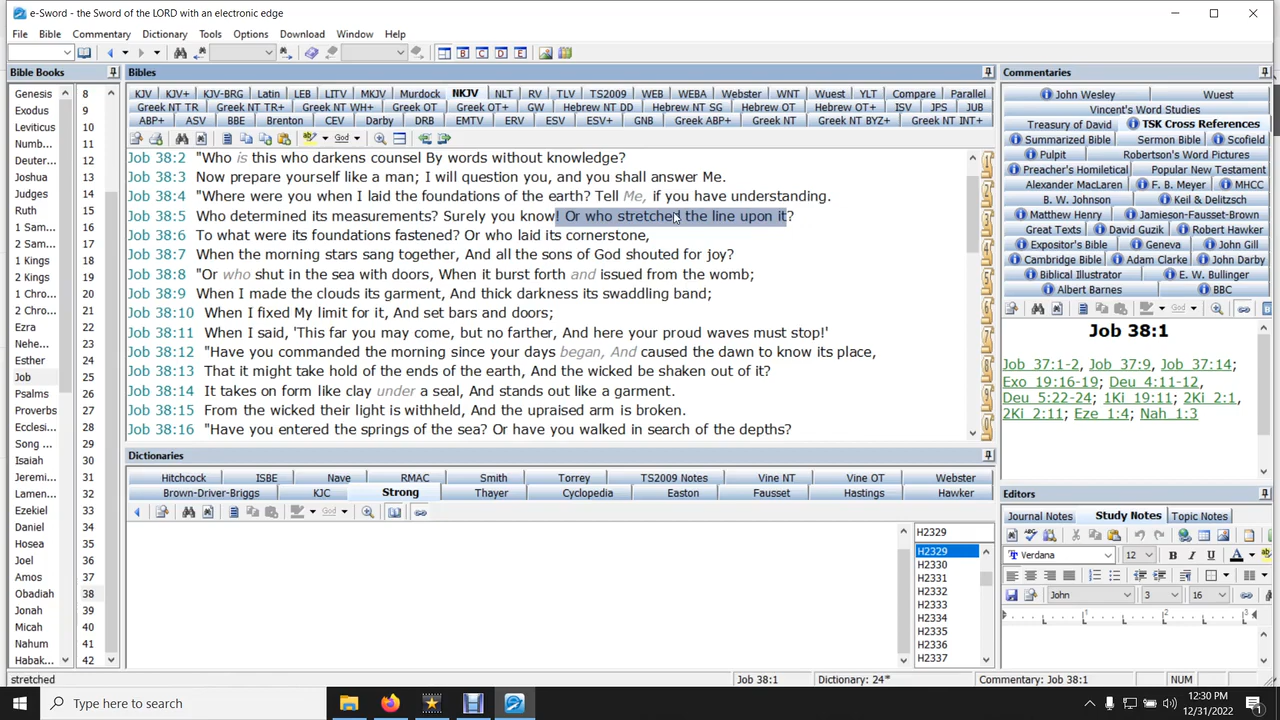 e-Sword - the Sword of the LORD with an electronic edge
File Bible Commentary Dictionary Tools Options Download Window Help
Bible Books
Genesis
Exodus
Leviticus
Numb...
Deuter...
Joshua
Judges
Ruth
1 Sam...
2 Sam...
1 Kings
2 Kings
1 Chro...
2 Chro...
Ezra
Nehe...
Esther
Job
Psalms
Proverbs
Ecclesi...
Song ...
Isaiah
Jeremi...
Lamen...
Ezekiel
Daniel
Hosea
Joel
Amos
Obadiah
Jonah
Micah
Nahum
Habak...
8
9
10
11
12
13
14
15
16
17
18
19
20
21
22
23
24
25
26
27
28
29
30
31
32
33
34
35
36
37
38
39
40
41
42
Bibles
KJV KJV+ KJV-BRG Latin LEB LITV MKJV Murdock NKJV NLT RV TLV TS2009 WEB WEBA Webster WNT Wuest YLT Compare Parallel
Greek NT TR Greek NT TR+ Greek NT WH+ Greek OT Greek OT+ GW Hebrew NT DD Hebrew NT SG Hebrew OT Hebrew OT+ ISV JPS JUB
ABP+ ASV BBE Brenton CEV Darby DRB EMTV ERV ESV ESV+ GNB Greek ABP+ Greek NT Greek NT BYZ+ Greek NT INT+
God
Job 38:2 "Who is this who darkens counsel By words without knowledge?
Job 38:3 Now prepare yourself like a man; I will question you, and you shall answer Me.
Job 38:4 "Where were you when I laid the foundations of the earth? Tell Me, if you have understanding.
Job 38:5 Who determined its measurements? Surely you know! Or who stretched the line upon it?
Job 38:6 To what were its foundations fastened? Or who laid its cornerstone,
Job 38:7 When the morning stars sang together, And all the sons of God shouted for joy?
Job 38:8 "Or who shut in the sea with doors, When it burst forth and issued from the womb;
Job 38:9 When I made the clouds its garment, And thick darkness its swaddling band;
Job 38:10 When I fixed My limit for it, And set bars and doors;
Job 38:11 When I said, 'This far you may come, but no farther, And here your proud waves must stop!'
Job 38:12 "Have you commanded the morning since your days began, And caused the dawn to know its place,
Job 38:13 That it might take hold of the ends of the earth, And the wicked be shaken out of it?
Job 38:14 It takes on form like clay under a seal, And stands out like a garment.
Job 38:15 From the wicked their light is withheld, And the upraised arm is broken.
Job 38:16 "Have you entered the springs of the sea? Or have you walked in search of the depths?
Dictionaries
Hitchcock ISBE Nave RMAC Smith Torrey TS2009 Notes Vine NT Vine OT Webster
Brown-Driver-Briggs KJC Strong Thayer Cyclopedia Easton Fausset Hastings Hawker
God
H2329
H2329
H2330
H2331
H2332
H2333
H2334
H2335
H2336
H2337
Commentaries
John Wesley Wuest
Vincent's Word Studies
Treasury of David TSK Cross References
Summarized Bible Sermon Bible Scofield
Pulpit Robertson's Word Pictures
Preacher's Homiletical Popular New Testament
Alexander MacLaren F. B. Meyer MHCC
B. W. Johnson Keil & Delitzsch
Matthew Henry Jamieson-Fausset-Brown
Great Texts David Guzik Robert Hawker
Expositor's Bible Geneva John Gill
Cambridge Bible Adam Clarke John Darby
Biblical Illustrator E. W. Bullinger
Albert Barnes BBC
God
Job 38:1
Job 37:1-2, Job 37:9, Job 37:14;
Exo 19:16-19; Deu 4:11-12,
Deu 5:22-24; 1Ki 19:11; 2Ki 2:1,
2Ki 2:11; Eze 1:4; Nah 1:3
Editors
Journal Notes Study Notes Topic Notes
Verdana 12 B I U A
John 3 16
1 2 3
stretched Job 38:1 Dictionary: 24* Commentary: Job 38:1 NUM
Type here to search
12:30 PM
12/31/2022
1